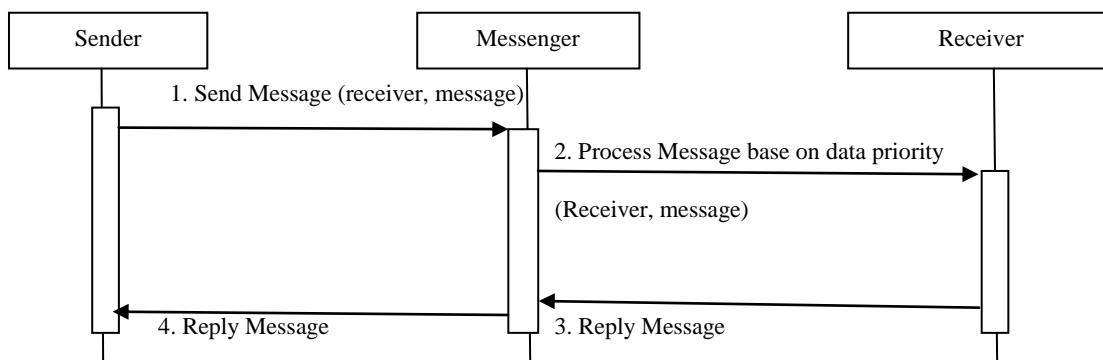 Sender
Messenger
Receiver
1. Send Message (receiver, message)
2. Process Message base on data priority
(Receiver, message)
4. Reply Message
3. Reply Message